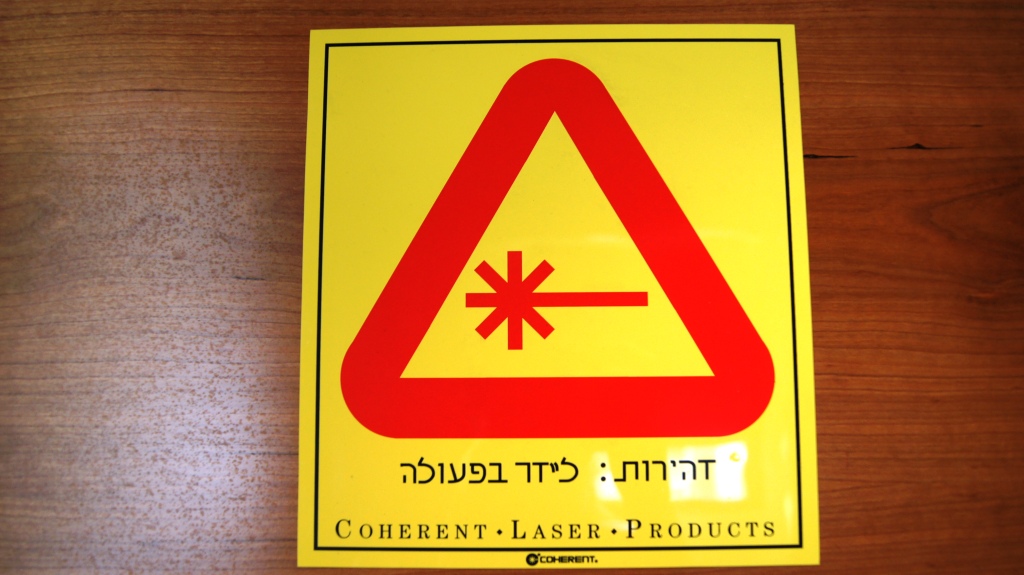 זהירות: לייזר בפעולה
COHERENT • LASER • PRODUCTS
COHERENT.